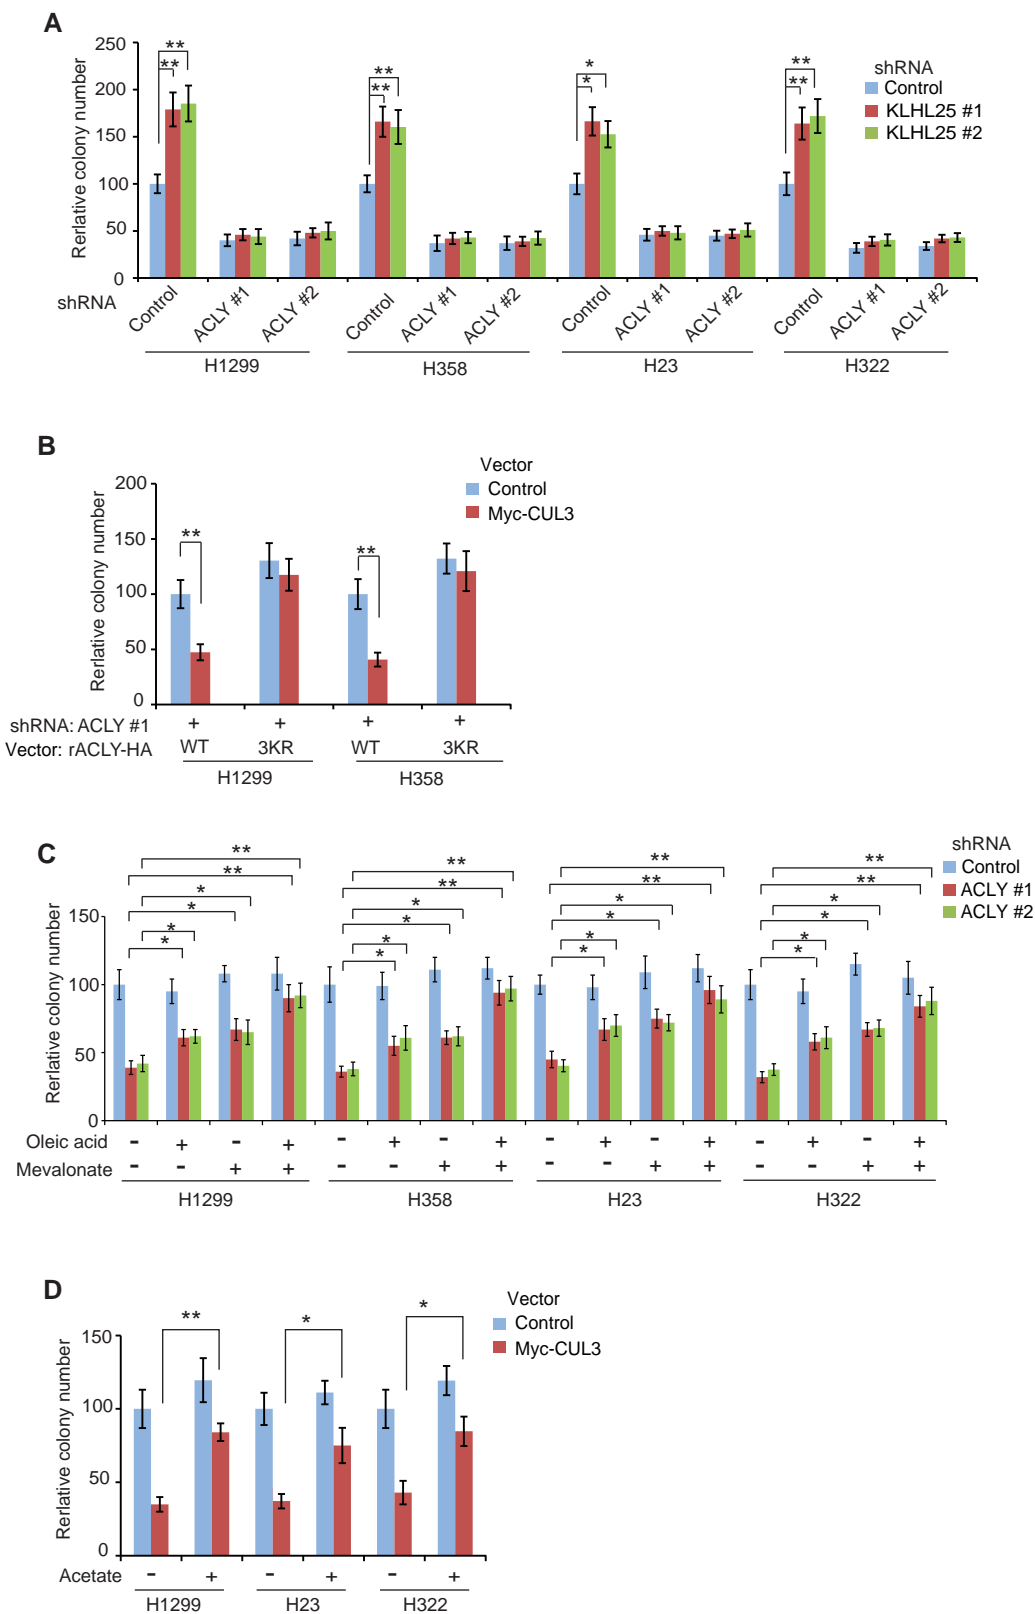 A
Rerlative colony number
250
200
150
100
50
0
** ** ** ** * * ** **
shRNA
Control
KLHL25 #1
KLHL25 #2
shRNA
Control ACLY #1 ACLY #2 Control ACLY #1 ACLY #2 Control ACLY #1 ACLY #2 Control ACLY #1 ACLY #2
H1299 H358 H23 H322
B
Rerlative colony number
200
150
100
50
0
** **
Vector
Control
Myc-CUL3
shRNA: ACLY #1 + + + +
Vector: rACLY-HA WT 3KR WT 3KR
H1299 H358
C
Rerlative colony number
150
100
50
0
** ** * * * *
** ** * * * *
** ** * * * *
** ** * * * *
shRNA
Control
ACLY #1
ACLY #2
Oleic acid - + - + - + - + - + - + - + - +
Mevalonate - - + + - - + + - - + + - - + +
H1299 H358 H23 H322
D
Rerlative colony number
150
100
50
0
** * *
Vector
Control
Myc-CUL3
Acetate - + - + - +
H1299 H23 H322